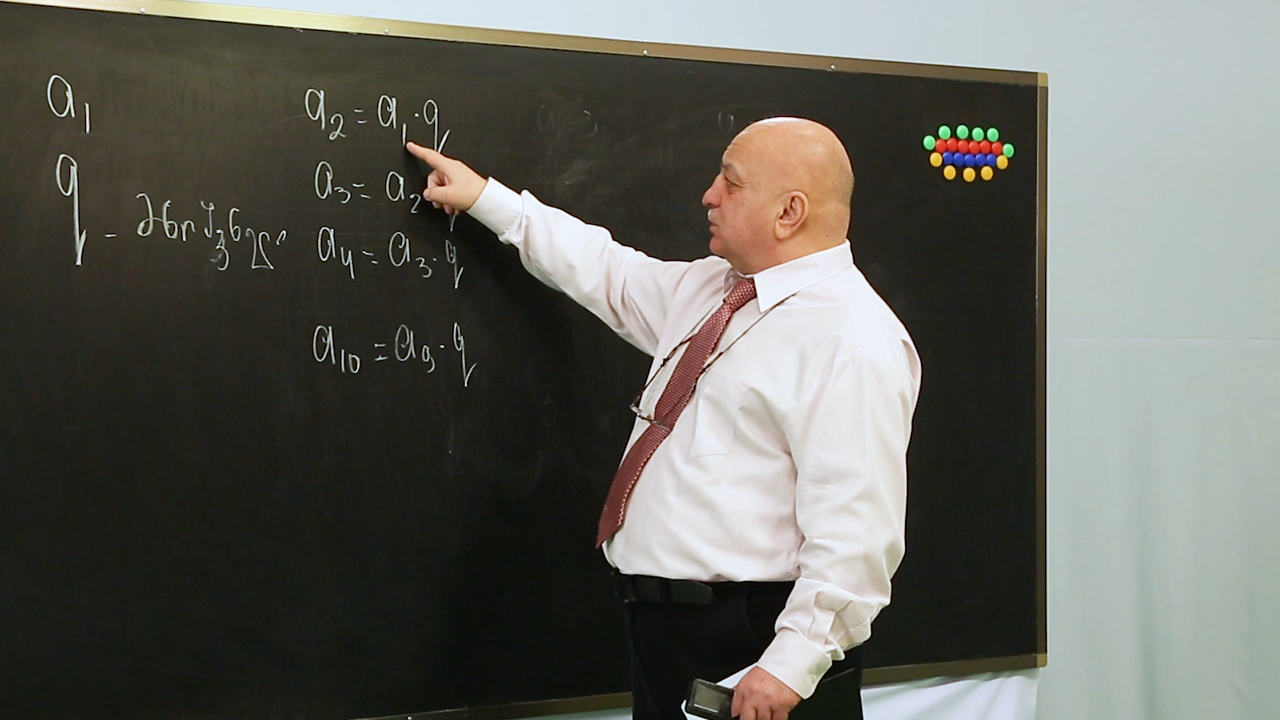 a₁
q - მნიშვნელი
a₂ = a₁ · q
a₃ = a₂
a₄ = a₃ · q
a₁₀ = a₉ · q